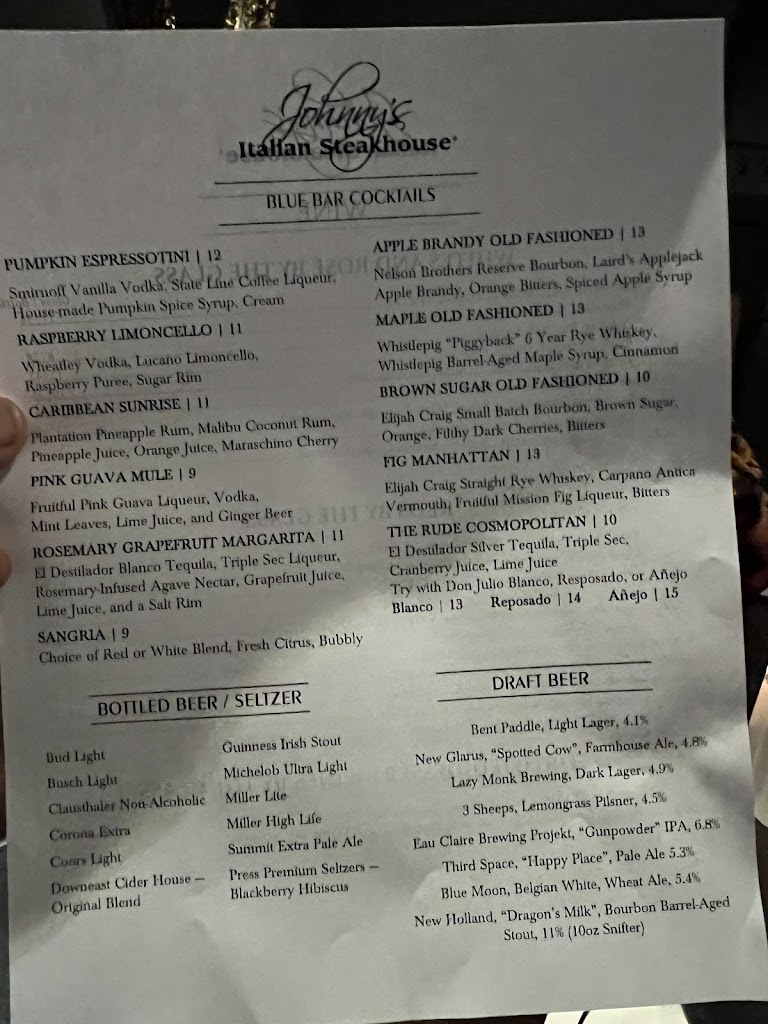 Johnny's
Italian Steakhouse
BLUE BAR COCKTAILS
PUMPKIN ESPRESSOTINI | 12
Smirnoff Vanilla Vodka, State Line Coffee Liqueur,
House-made Pumpkin Spice Syrup, Cream
RASPBERRY LIMONCELLO | 11
Wheatley Vodka, Lucano Limoncello,
Raspberry Puree, Sugar Rim
CARIBBEAN SUNRISE | 11
Plantation Pineapple Rum, Malibu Coconut Rum,
Pineapple Juice, Orange Juice, Maraschino Cherry
PINK GUAVA MULE | 9
Fruitful Pink Guava Liqueur, Vodka,
Mint Leaves, Lime Juice, and Ginger Beer
ROSEMARY GRAPEFRUIT MARGARITA | 11
El Destilador Blanco Tequila, Triple Sec Liqueur,
Rosemary-Infused Agave Nectar, Grapefruit Juice,
Lime Juice, and a Salt Rim
SANGRIA | 9
Choice of Red or White Blend, Fresh Citrus, Bubbly
APPLE BRANDY OLD FASHIONED | 13
Nelson Brothers Reserve Bourbon, Laird's Applejack
Apple Brandy, Orange Bitters, Spiced Apple Syrup
MAPLE OLD FASHIONED | 13
Whistlepig "Piggyback" 6 Year Rye Whiskey,
Whistlepig Barrel-Aged Maple Syrup, Cinnamon
BROWN SUGAR OLD FASHIONED | 10
Elijah Craig Small Batch Bourbon, Brown Sugar,
Orange, Filthy Dark Cherries, Bitters
FIG MANHATTAN | 13
Elijah Craig Straight Rye Whiskey, Carpano Antica
Vermouth, Fruitful Mission Fig Liqueur, Bitters
THE RUDE COSMOPOLITAN | 10
El Destilador Silver Tequila, Triple Sec,
Cranberry Juice, Lime Juice
Try with Don Julio Blanco, Resposado, or Añejo
Blanco | 13 Reposado | 14 Añejo | 15
BOTTLED BEER / SELTZER
Bud Light
Busch Light
Clausthaler Non-Alcoholic
Corona Extra
Coors Light
Downeast Cider House –
Original Blend
Guinness Irish Stout
Michelob Ultra Light
Miller Lite
Miller High Life
Summit Extra Pale Ale
Press Premium Seltzers –
Blackberry Hibiscus
DRAFT BEER
Bent Paddle, Light Lager, 4.1%
New Glarus, "Spotted Cow", Farmhouse Ale, 4.8%
Lazy Monk Brewing, Dark Lager, 4.9%
3 Sheeps, Lemongrass Pilsner, 4.5%
Eau Claire Brewing Projekt, "Gunpowder" IPA, 6.8%
Third Space, "Happy Place", Pale Ale 5.3%
Blue Moon, Belgian White, Wheat Ale, 5.4%
New Holland, "Dragon's Milk", Bourbon Barrel-Aged
Stout, 11% (10oz Snifter)